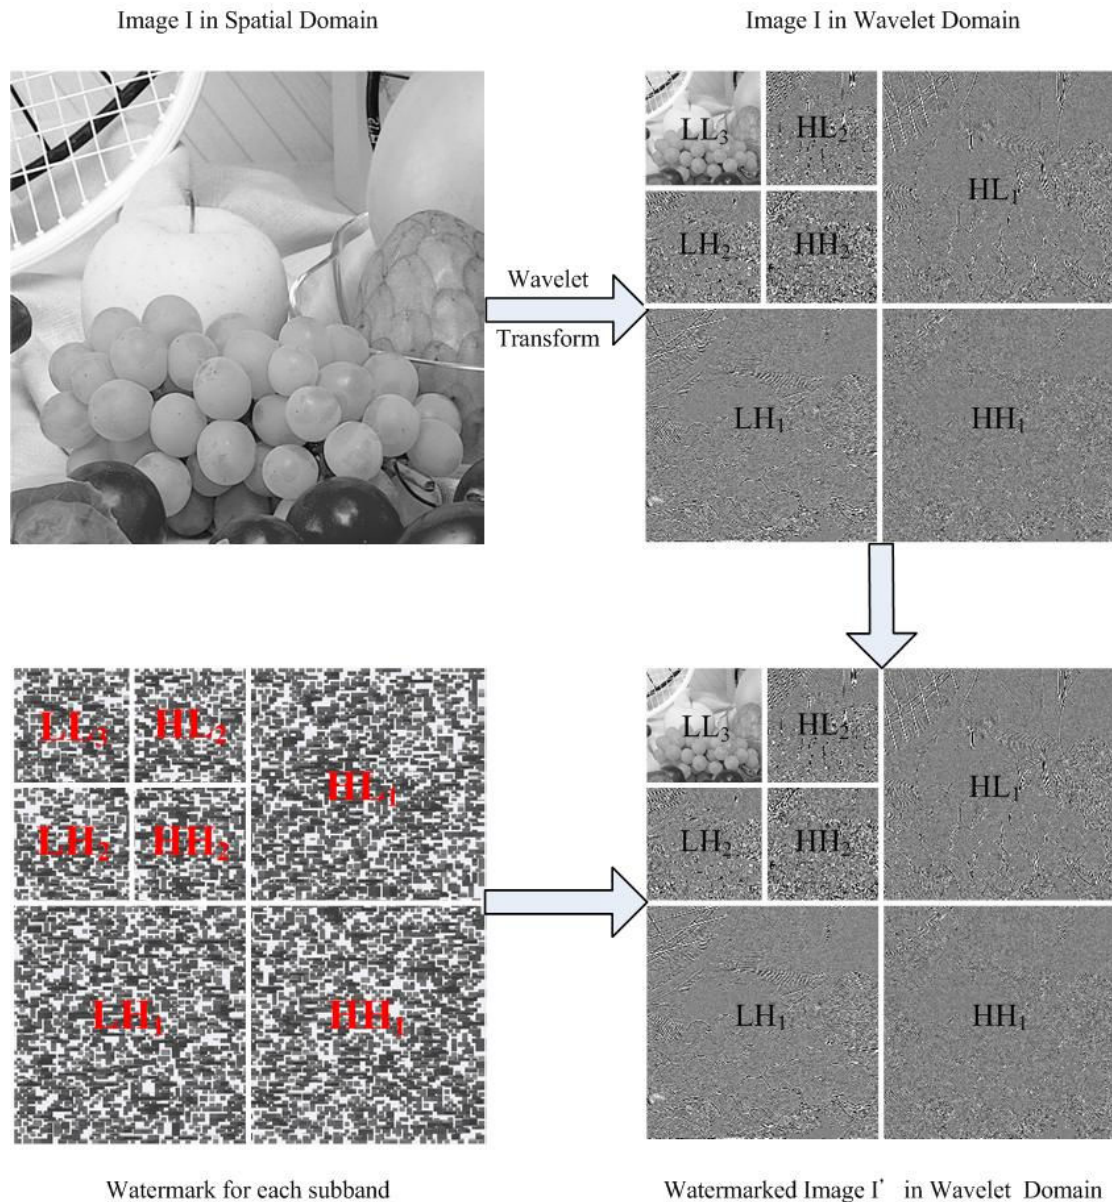 Image I in Spatial Domain
Image I in Wavelet Domain
LL₃
HL₂
HL₁
LH₂
HH₂
Wavelet
Transform
LH₁
HH₁
LL₃
HL₂
HL₁
LH₂
HH₂
LH₁
HH₁
LL₃
HL₂
HL₁
LH₂
HH₂
LH₁
HH₁
Watermark for each subband
Watermarked Image I' in Wavelet Domain